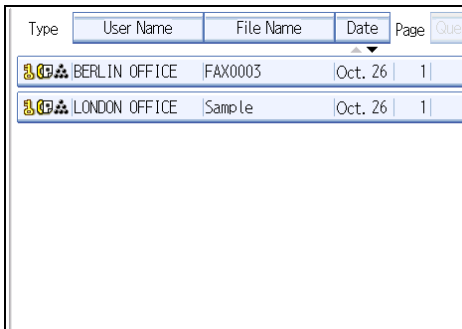 Type User Name File Name Date Page Que
BERLIN OFFICE FAX0003 Oct. 26 1
LONDON OFFICE Sample Oct. 26 1